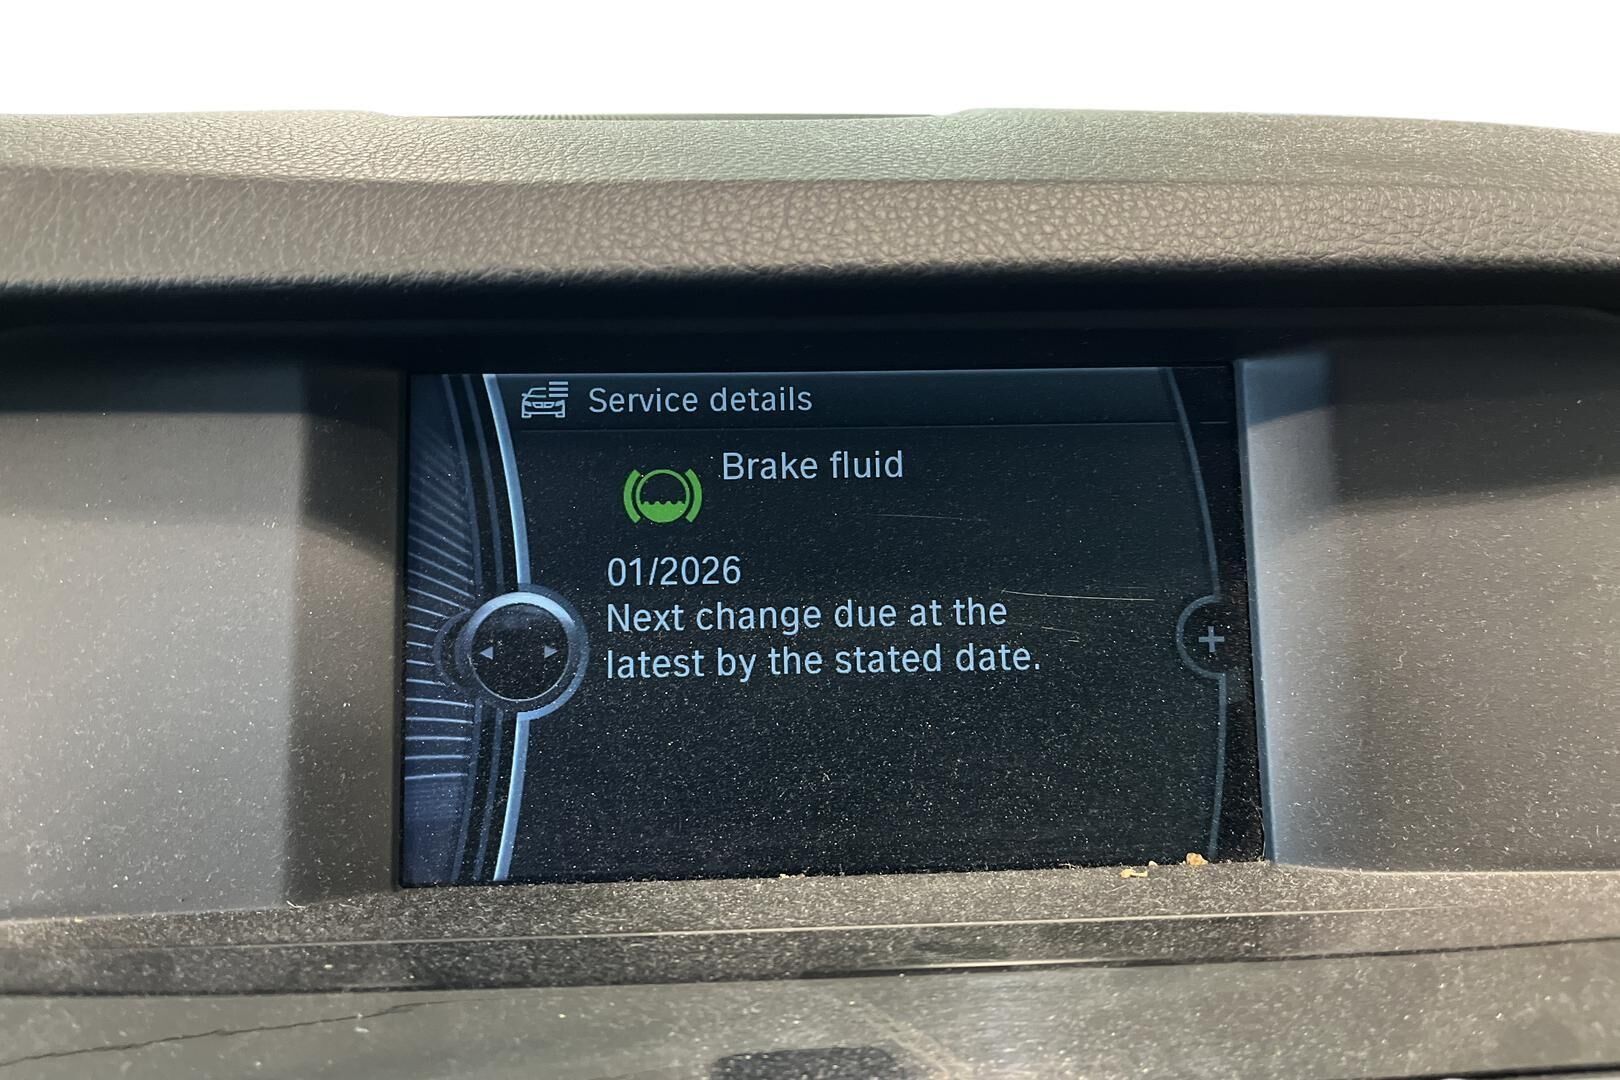 Service details
Brake fluid
01/2026
Next change due at the
latest by the stated date.